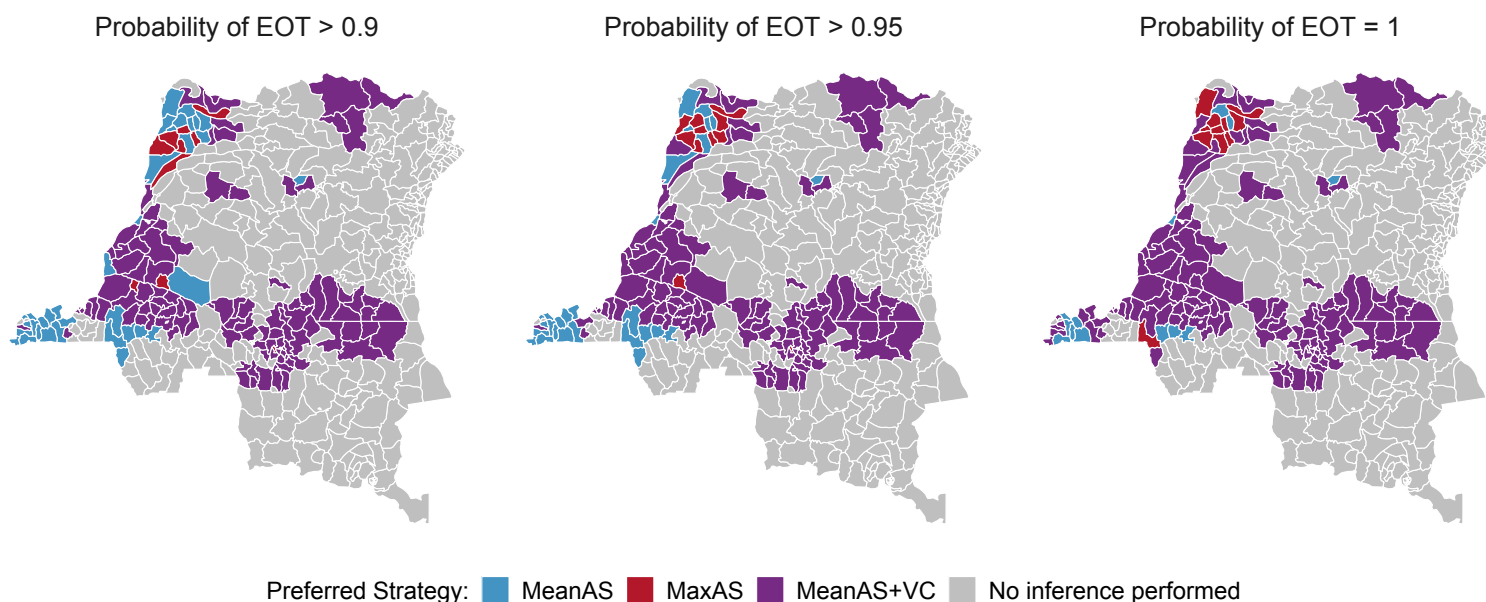 Probability of EOT > 0.9
Probability of EOT > 0.95
Probability of EOT = 1
Preferred Strategy: MeanAS MaxAS MeanAS+VC No inference performed